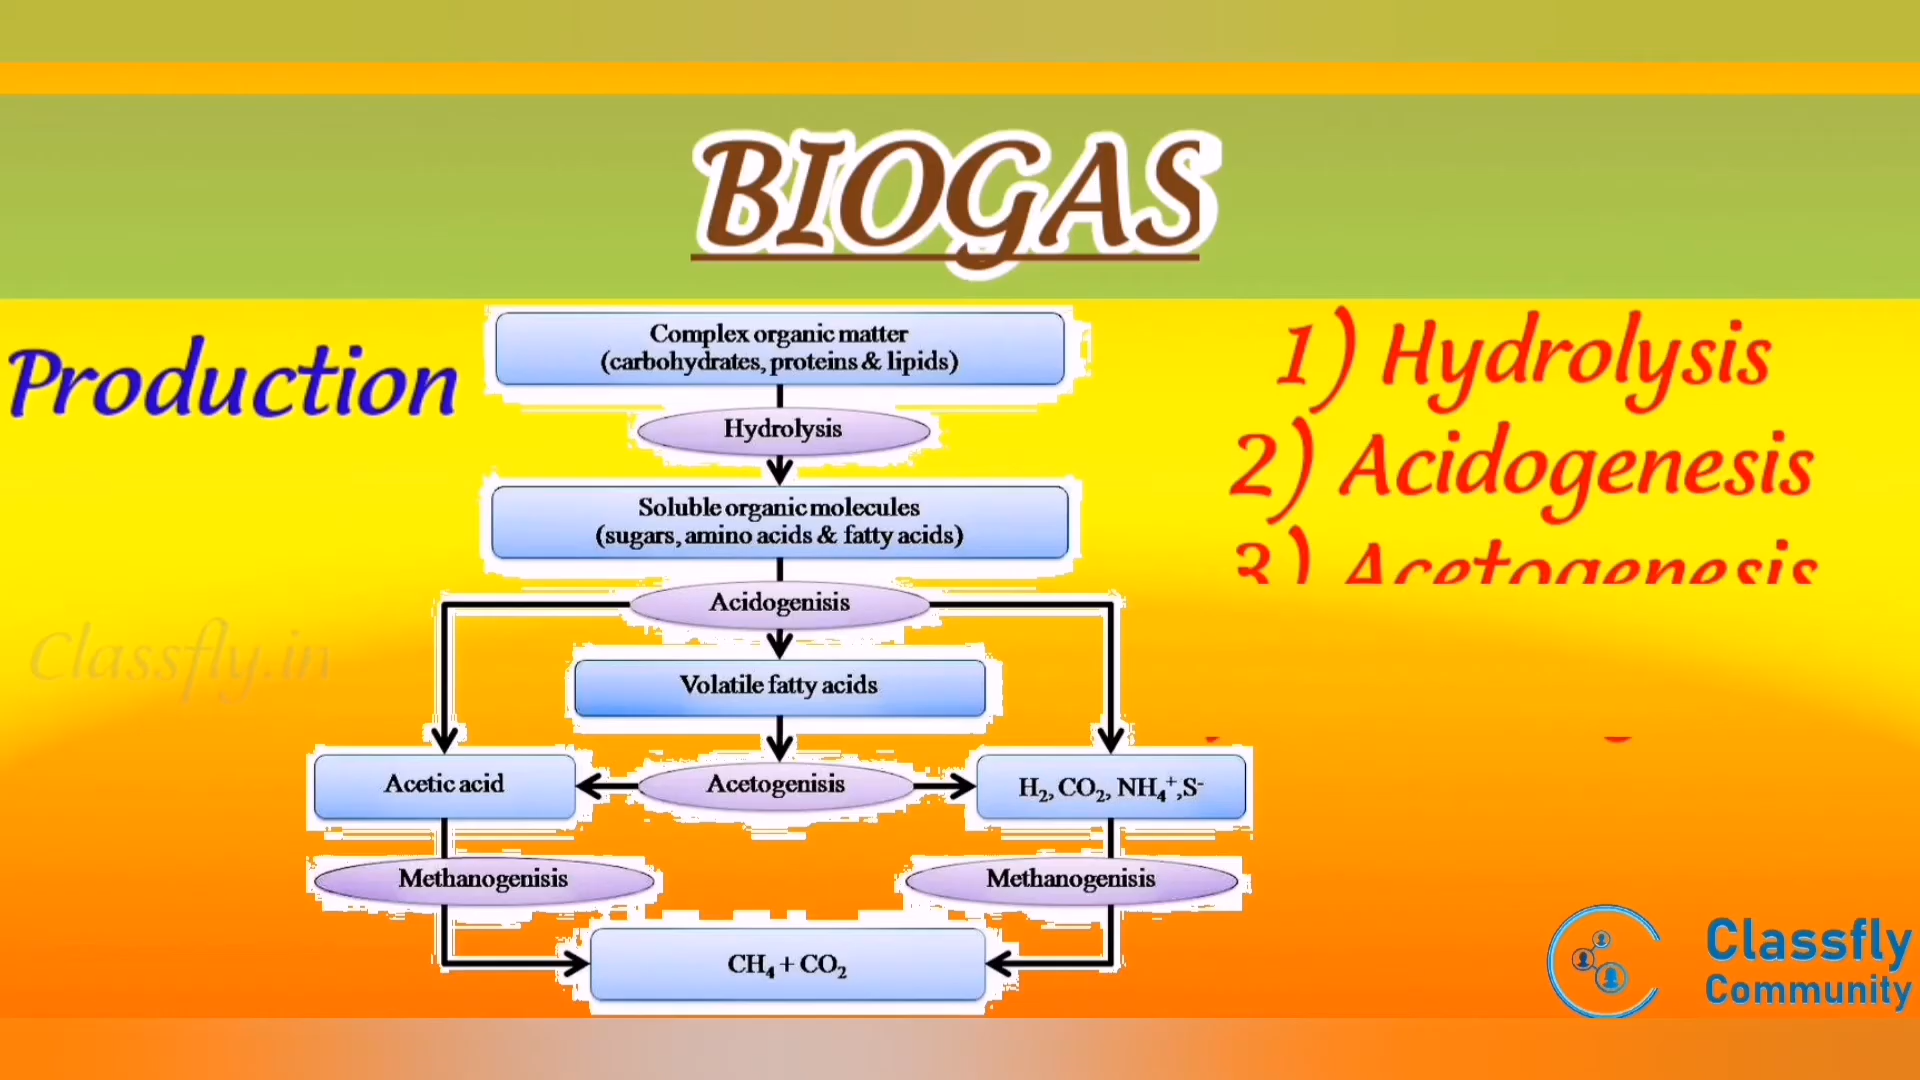 BIOGAS
Production
Complex organic matter
(carbohydrates, proteins & lipids)
Hydrolysis
Soluble organic molecules
(sugars, amino acids & fatty acids)
Acidogenisis
Volatile fatty acids
Acetic acid
Acetogenisis
H₂, CO₂, NH₄⁺,S⁻
Methanogenisis
Methanogenisis
CH₄ + CO₂
1) Hydrolysis
2) Acidogenesis
3) Acetogenesis
Classfly.in
Classfly
Community